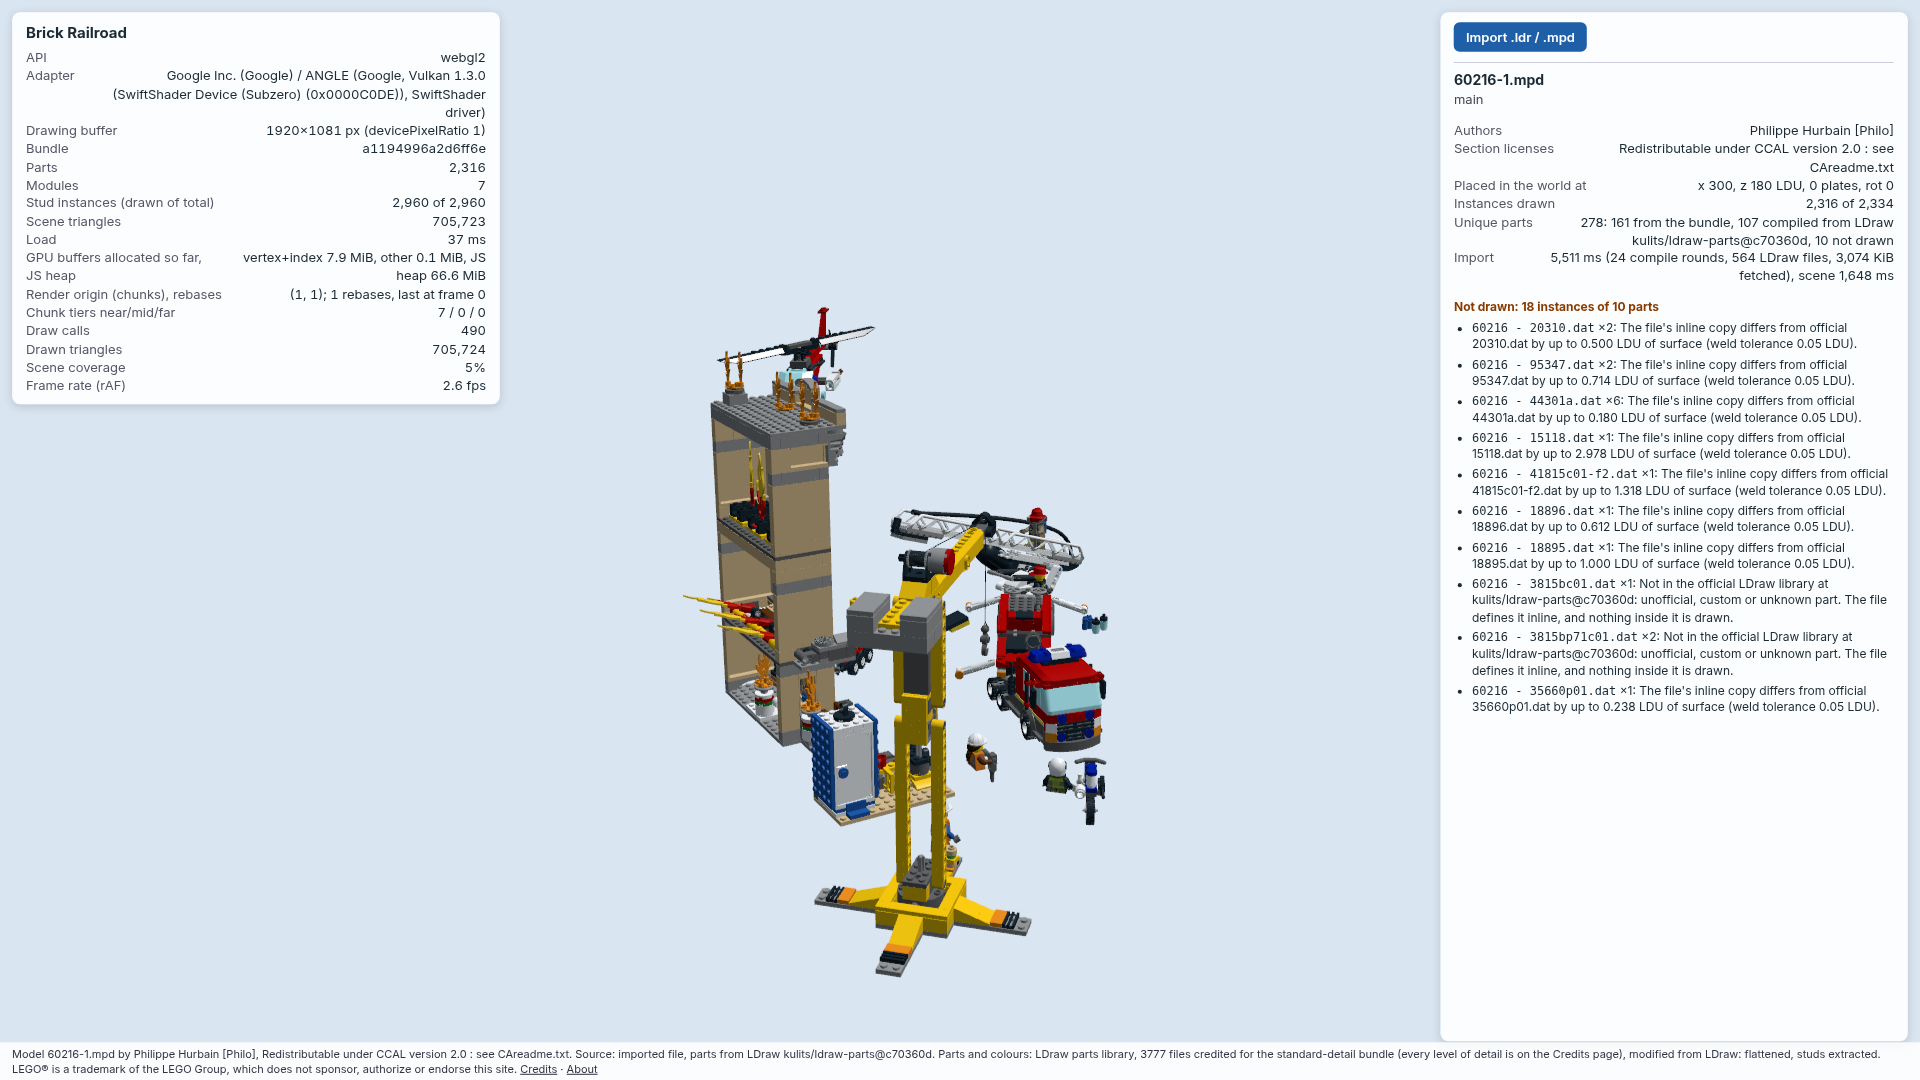 Brick Railroad
API webgl2
Adapter Google Inc. (Google) / ANGLE (Google, Vulkan 1.3.0
(SwiftShader Device (Subzero) (0x0000C0DE)), SwiftShader
driver)
Drawing buffer 1920×1081 px (devicePixelRatio 1)
Bundle a1194996a2d6ff6e
Parts 2,316
Modules 7
Stud instances (drawn of total) 2,960 of 2,960
Scene triangles 705,723
Load 37 ms
GPU buffers allocated so far, vertex+index 7.9 MiB, other 0.1 MiB, JS
JS heap heap 66.6 MiB
Render origin (chunks), rebases (1, 1); 1 rebases, last at frame 0
Chunk tiers near/mid/far 7 / 0 / 0
Draw calls 490
Drawn triangles 705,724
Scene coverage 5%
Frame rate (rAF) 2.6 fps
Import .ldr / .mpd
60216-1.mpd
main
Authors Philippe Hurbain [Philo]
Section licenses Redistributable under CCAL version 2.0 : see
CAreadme.txt
Placed in the world at x 300, z 180 LDU, 0 plates, rot 0
Instances drawn 2,316 of 2,334
Unique parts 278: 161 from the bundle, 107 compiled from LDraw
kulits/ldraw-parts@c70360d, 10 not drawn
Import 5,511 ms (24 compile rounds, 564 LDraw files, 3,074 KiB
fetched), scene 1,648 ms
Not drawn: 18 instances of 10 parts
• 60216 - 20310.dat ×2: The file's inline copy differs from official
20310.dat by up to 0.500 LDU of surface (weld tolerance 0.05 LDU).
• 60216 - 95347.dat ×2: The file's inline copy differs from official
95347.dat by up to 0.714 LDU of surface (weld tolerance 0.05 LDU).
• 60216 - 44301a.dat ×6: The file's inline copy differs from official
44301a.dat by up to 0.180 LDU of surface (weld tolerance 0.05 LDU).
• 60216 - 15118.dat ×1: The file's inline copy differs from official
15118.dat by up to 2.978 LDU of surface (weld tolerance 0.05 LDU).
• 60216 - 41815c01-f2.dat ×1: The file's inline copy differs from official
41815c01-f2.dat by up to 1.318 LDU of surface (weld tolerance 0.05 LDU).
• 60216 - 18896.dat ×1: The file's inline copy differs from official
18896.dat by up to 0.612 LDU of surface (weld tolerance 0.05 LDU).
• 60216 - 18895.dat ×1: The file's inline copy differs from official
18895.dat by up to 1.000 LDU of surface (weld tolerance 0.05 LDU).
• 60216 - 3815bc01.dat ×1: Not in the official LDraw library at
kulits/ldraw-parts@c70360d: unofficial, custom or unknown part. The file
defines it inline, and nothing inside it is drawn.
• 60216 - 3815bp71c01.dat ×2: Not in the official LDraw library at
kulits/ldraw-parts@c70360d: unofficial, custom or unknown part. The file
defines it inline, and nothing inside it is drawn.
• 60216 - 35660p01.dat ×1: The file's inline copy differs from official
35660p01.dat by up to 0.238 LDU of surface (weld tolerance 0.05 LDU).
Model 60216-1.mpd by Philippe Hurbain [Philo], Redistributable under CCAL version 2.0 : see CAreadme.txt. Source: imported file, parts from LDraw kulits/ldraw-parts@c70360d. Parts and colours: LDraw parts library, 3777 files credited for the standard-detail bundle (every level of detail is on the Credits page), modified from LDraw: flattened, studs extracted.
LEGO® is a trademark of the LEGO Group, which does not sponsor, authorize or endorse this site. Credits · About